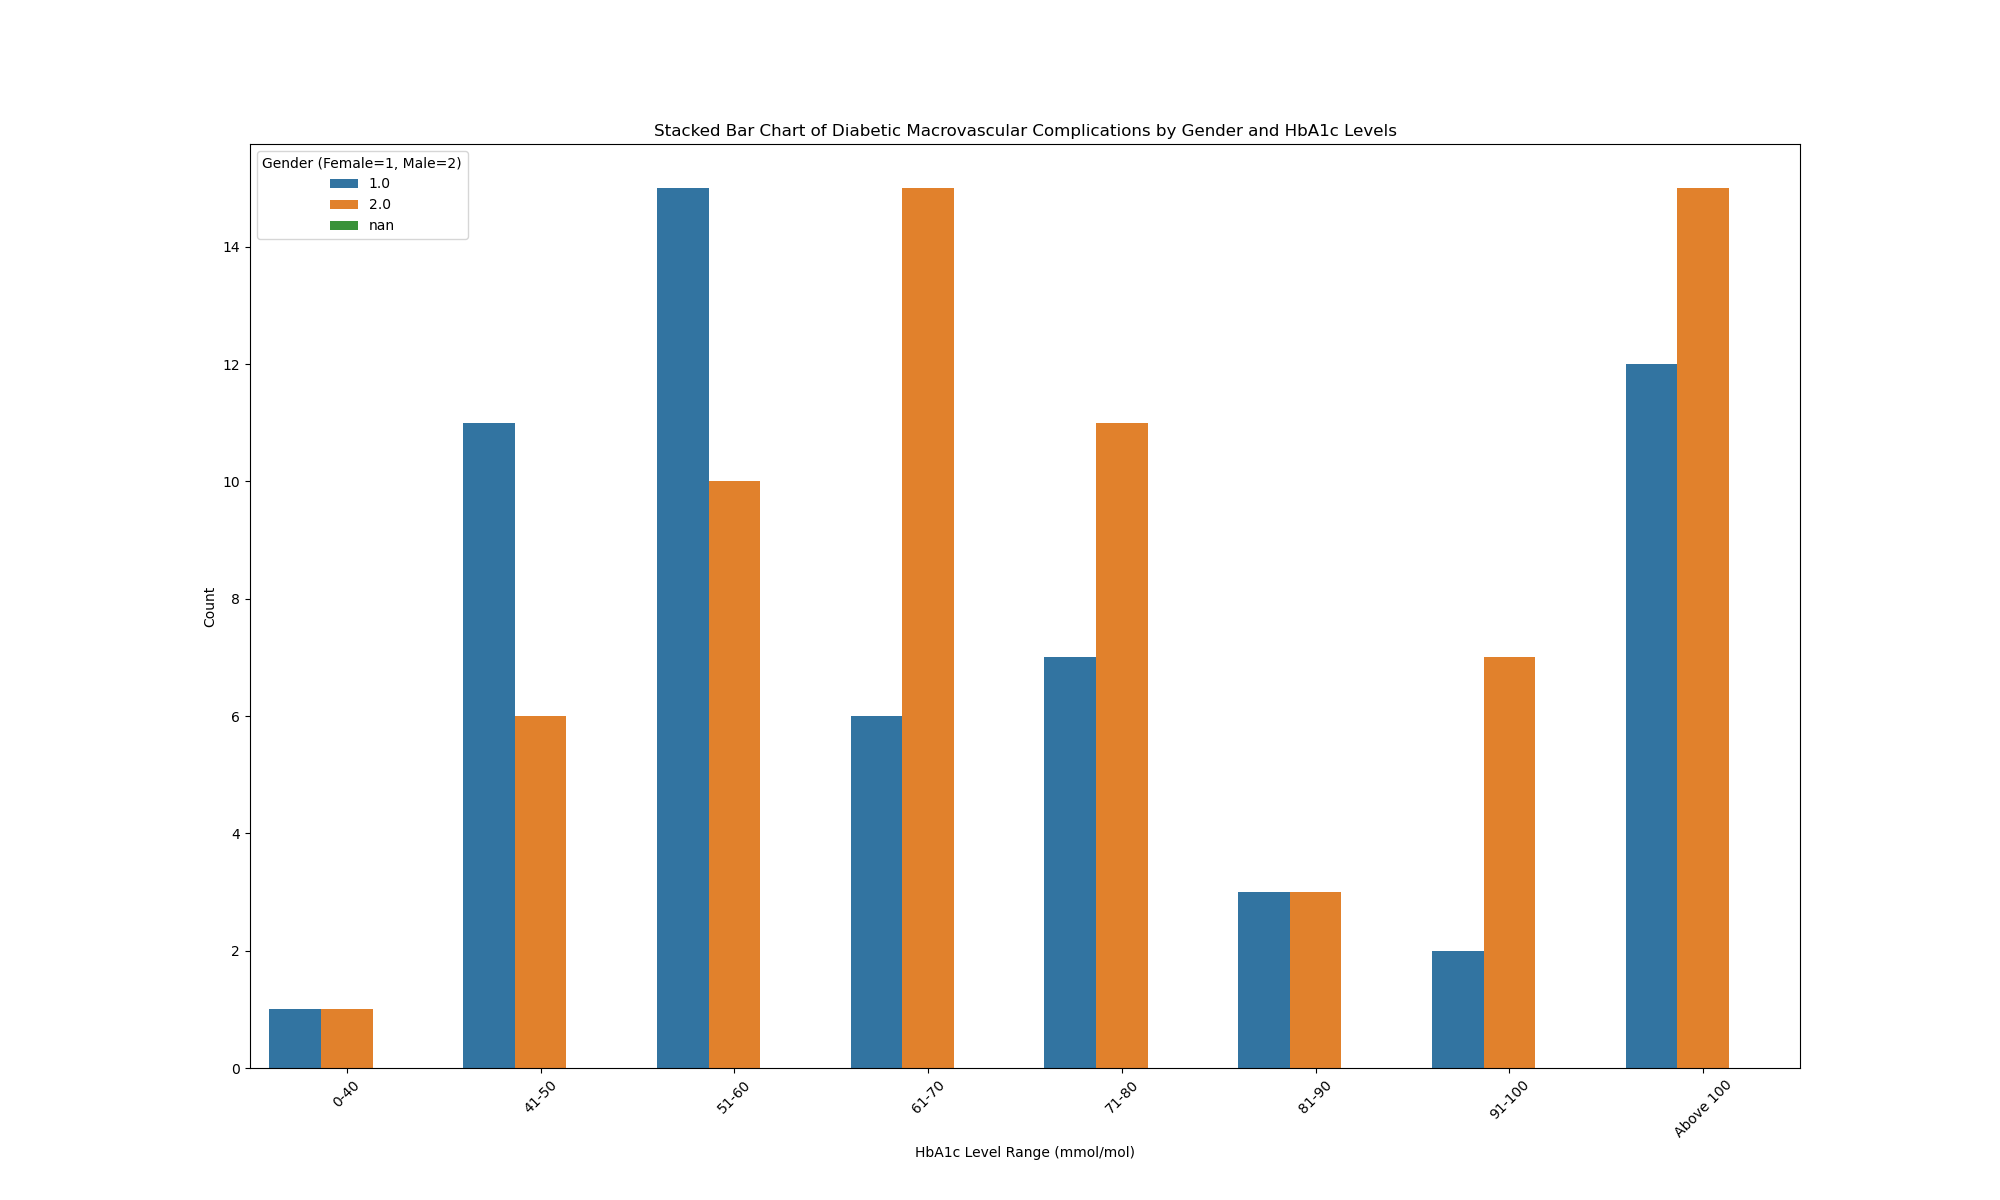 Stacked Bar Chart of Diabetic Macrovascular Complications by Gender and HbA1c Levels
Gender (Female=1, Male=2)
1.0
2.0
nan
14
12
10
8
6
4
2
0
Count
0-40
41-50
51-60
61-70
71-80
81-90
91-100
Above 100
HbA1c Level Range (mmol/mol)